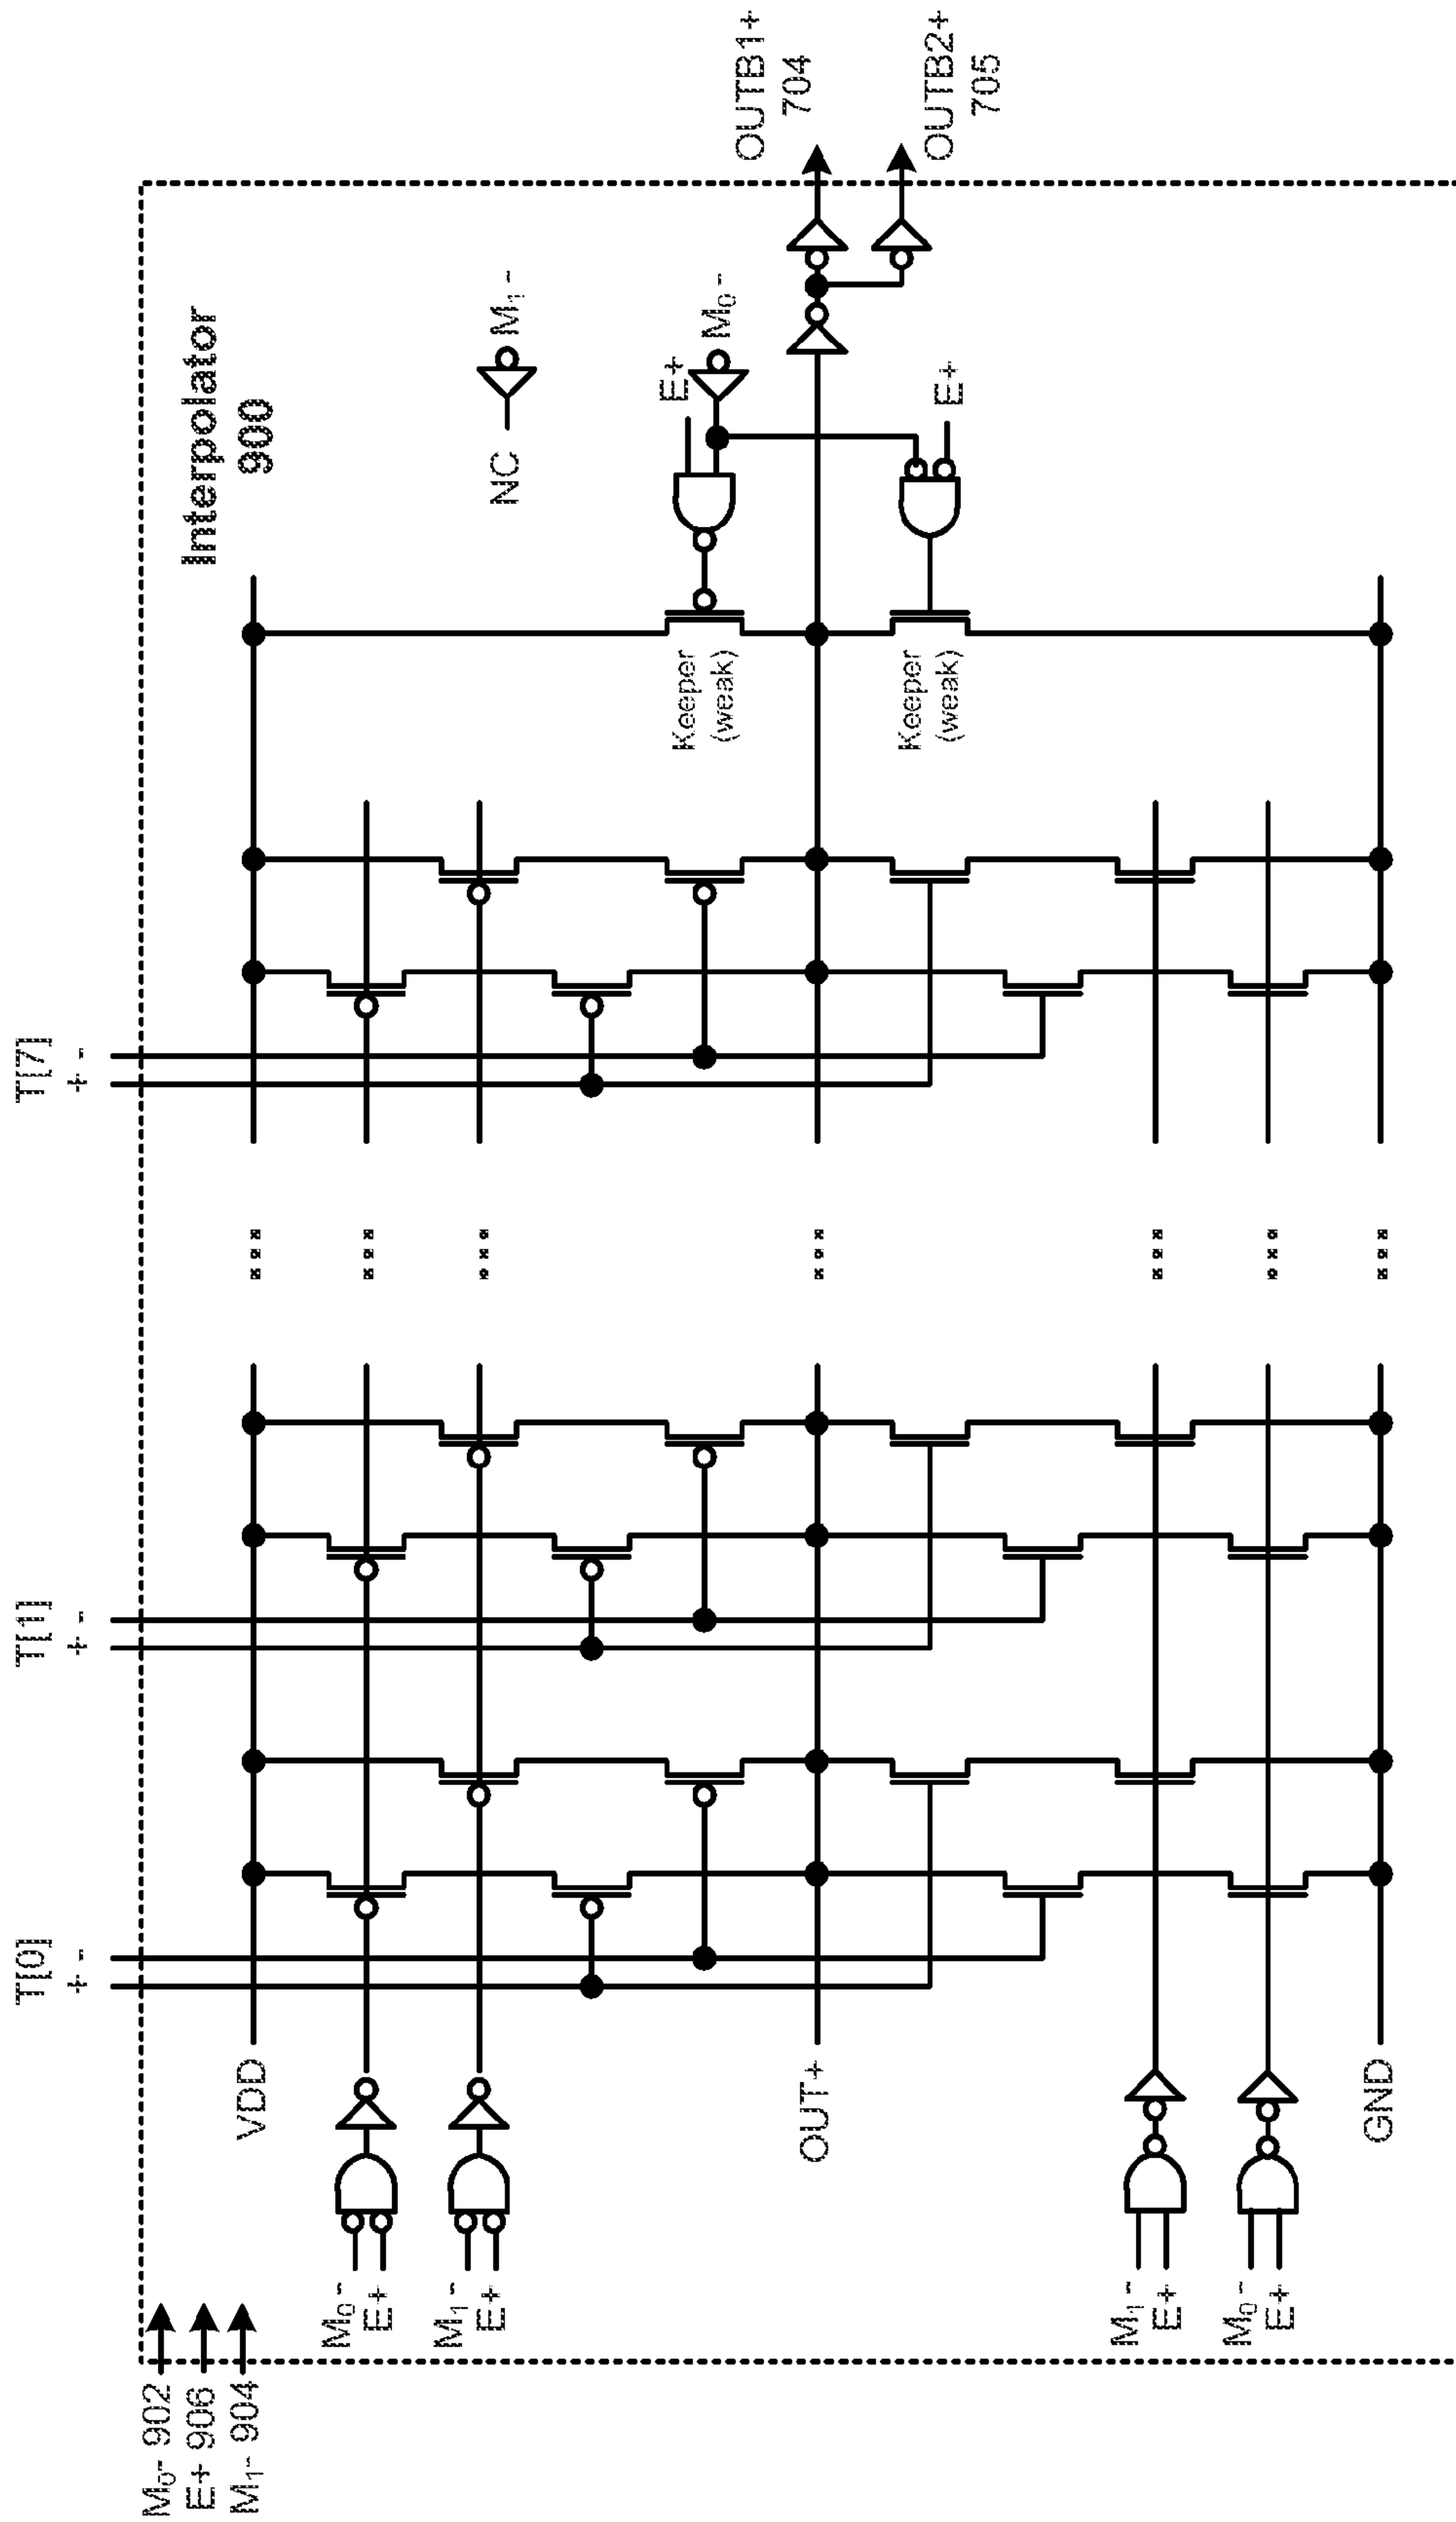 Interpolator
900
T[0]
+ -
T[1]
+ -
T[7]
+ -
M₀- 902
E+ 906
M₁- 904
VDD
M₀-
E+
M₁-
E+
OUT+
M₁-
E+
M₀-
E+
GND
...
...
...
...
...
...
...
Keeper
(weak)
Keeper
(weak)
NC
M₁-
E+
M₀-
E+
OUTB1+
704
OUTB2+
705